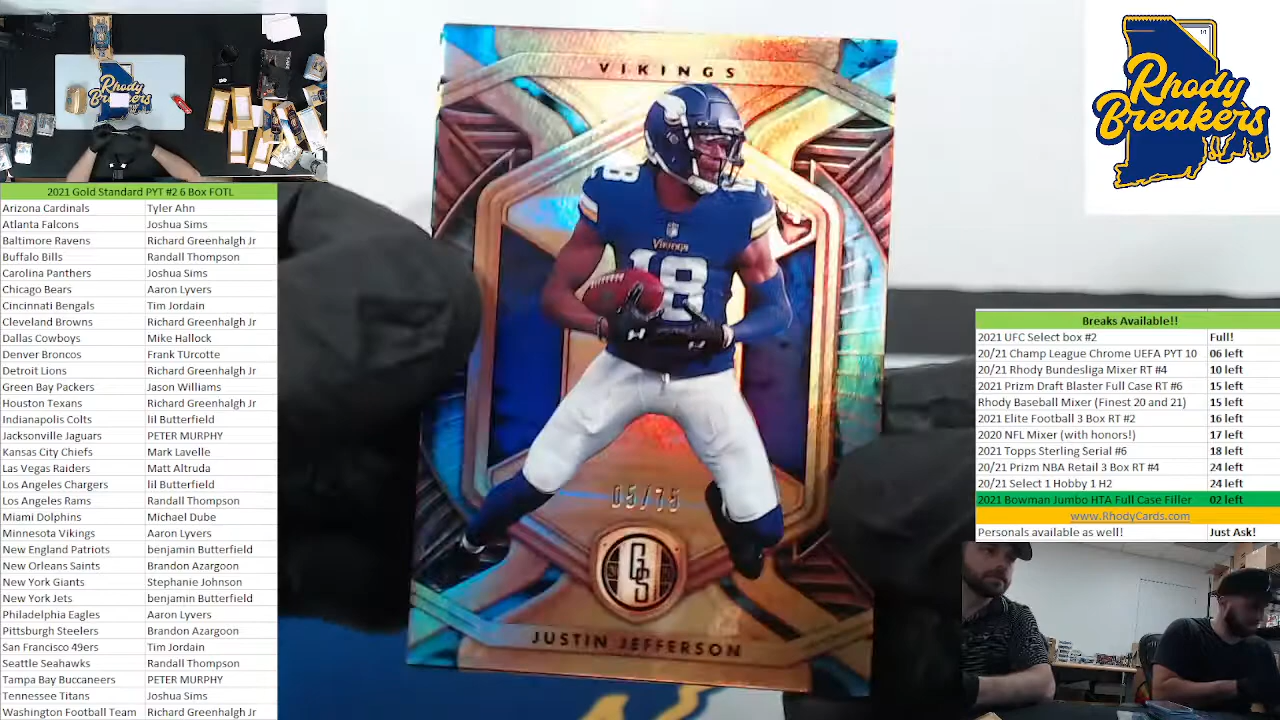 2021 Gold Standard PYT #2 6 Box FOTL
Arizona Cardinals Tyler Ahn
Atlanta Falcons Joshua Sims
Baltimore Ravens Richard Greenhalgh Jr
Buffalo Bills Randall Thompson
Carolina Panthers Joshua Sims
Chicago Bears Aaron Lyvers
Cincinnati Bengals Tim Jordain
Cleveland Browns Richard Greenhalgh Jr
Dallas Cowboys Mike Hallock
Denver Broncos Frank TUrcotte
Detroit Lions Richard Greenhalgh Jr
Green Bay Packers Jason Williams
Houston Texans Richard Greenhalgh Jr
Indianapolis Colts lil Butterfield
Jacksonville Jaguars PETER MURPHY
Kansas City Chiefs Mark Lavelle
Las Vegas Raiders Matt Altruda
Los Angeles Chargers lil Butterfield
Los Angeles Rams Randall Thompson
Miami Dolphins Michael Dube
Minnesota Vikings Aaron Lyvers
New England Patriots benjamin Butterfield
New Orleans Saints Brandon Azargoon
New York Giants Stephanie Johnson
New York Jets benjamin Butterfield
Philadelphia Eagles Aaron Lyvers
Pittsburgh Steelers Brandon Azargoon
San Francisco 49ers Tim Jordain
Seattle Seahawks Randall Thompson
Tampa Bay Buccaneers PETER MURPHY
Tennessee Titans Joshua Sims
Washington Football Team Richard Greenhalgh Jr
Rhody
Breakers
VIKINGS
18
VIKINGS
18
05/75
GS
JUSTIN JEFFERSON
Rhody
Breakers
Breaks Available!!
2021 UFC Select box #2 Full!
20/21 Champ League Chrome UEFA PYT 10 06 left
20/21 Rhody Bundesliga Mixer RT #4 10 left
2021 Prizm Draft Blaster Full Case RT #6 15 left
Rhody Baseball Mixer (Finest 20 and 21) 15 left
2021 Elite Football 3 Box RT #2 16 left
2020 NFL Mixer (with honors!) 17 left
2021 Topps Sterling Serial #6 18 left
20/21 Prizm NBA Retail 3 Box RT #4 24 left
20/21 Select 1 Hobby 1 H2 24 left
2021 Bowman Jumbo HTA Full Case Filler 02 left
www.RhodyCards.com
Personals available as well! Just Ask!